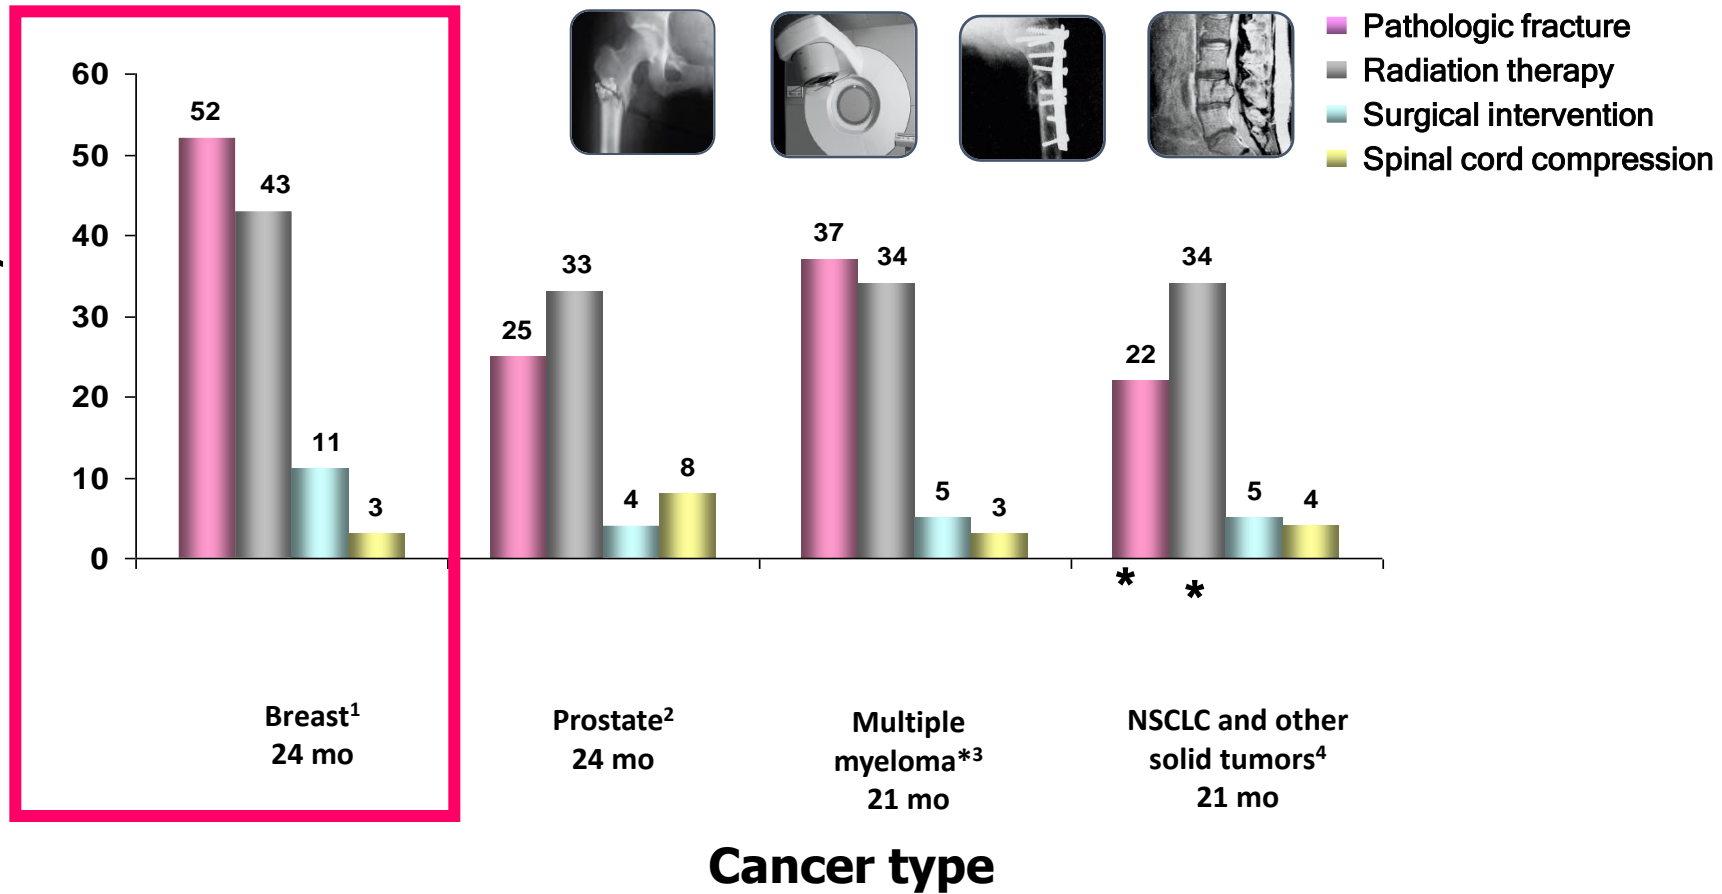 Pathologic fracture
Radiation therapy
Surgical intervention
Spinal cord compression
60
50
40
30
20
10
0
52
43
11
3
25
33
4
8
37
34
5
3
22
34
5
4
*
*
Breast¹
24 mo
Prostate²
24 mo
Multiple
myeloma*³
21 mo
NSCLC and other
solid tumors⁴
21 mo
Cancer type